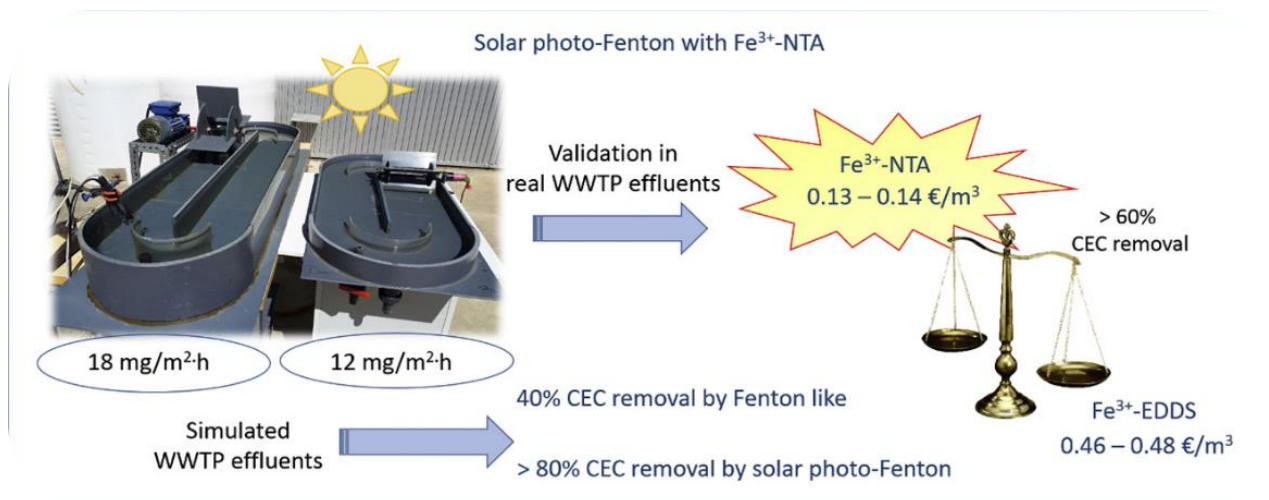 Solar photo-Fenton with Fe³⁺-NTA
Validation in
real WWTP effluents
Fe³⁺-NTA
0.13 – 0.14 €/m³
> 60%
CEC removal
18 mg/m²·h
12 mg/m²·h
40% CEC removal by Fenton like
Simulated
WWTP effluents
> 80% CEC removal by solar photo-Fenton
Fe³⁺-EDDS
0.46 – 0.48 €/m³